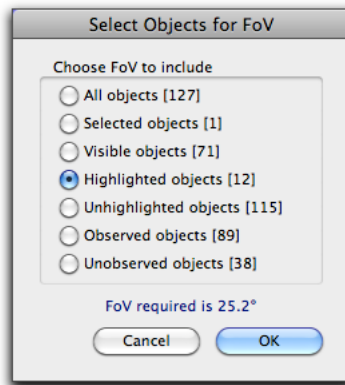 Select Objects for FoV
Choose FoV to include
All objects [127]
Selected objects [1]
Visible objects [71]
Highlighted objects [12]
Unhighlighted objects [115]
Observed objects [89]
Unobserved objects [38]
FoV required is 25.2°
Cancel OK